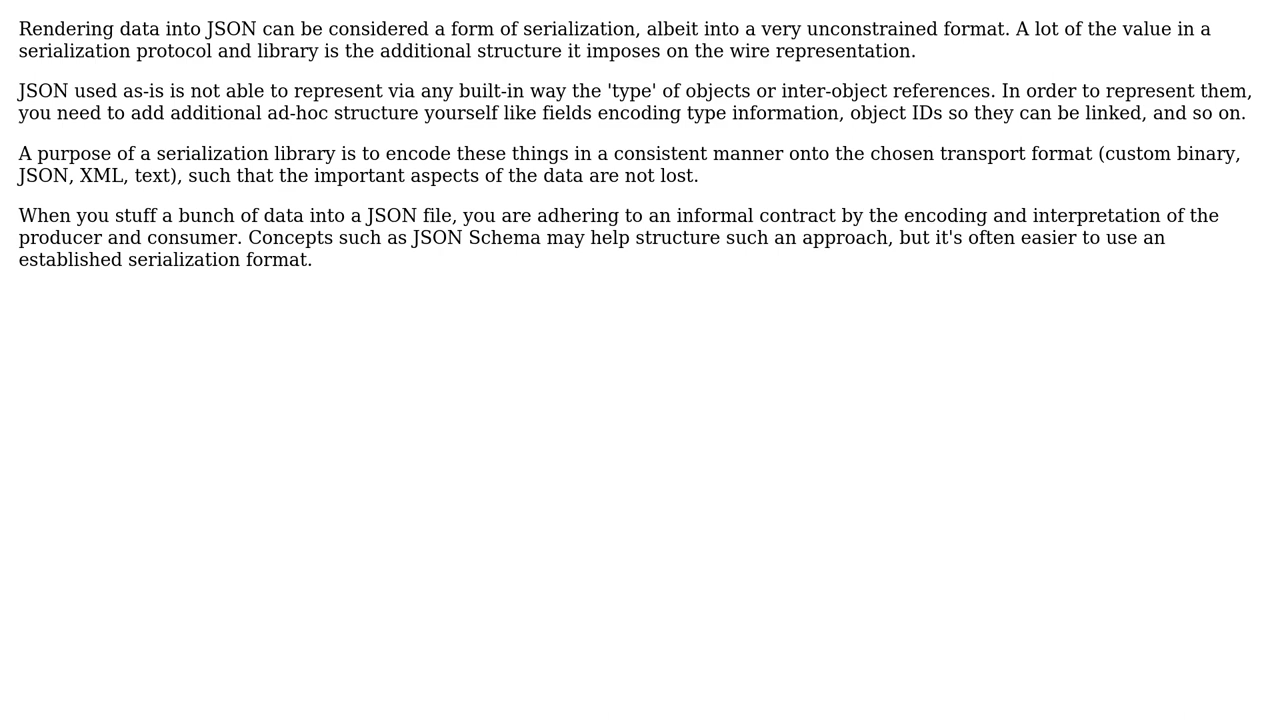 Rendering data into JSON can be considered a form of serialization, albeit into a very unconstrained format. A lot of the value in a
serialization protocol and library is the additional structure it imposes on the wire representation.
JSON used as-is is not able to represent via any built-in way the 'type' of objects or inter-object references. In order to represent them,
you need to add additional ad-hoc structure yourself like fields encoding type information, object IDs so they can be linked, and so on.
A purpose of a serialization library is to encode these things in a consistent manner onto the chosen transport format (custom binary,
JSON, XML, text), such that the important aspects of the data are not lost.
When you stuff a bunch of data into a JSON file, you are adhering to an informal contract by the encoding and interpretation of the
producer and consumer. Concepts such as JSON Schema may help structure such an approach, but it's often easier to use an
established serialization format.